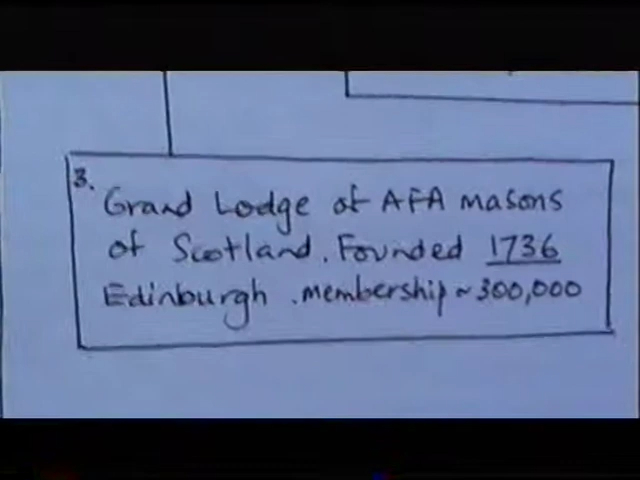 3.
Grand Lodge of AFA masons
of Scotland. Founded 1736
Edinburgh .membership ~ 300,000